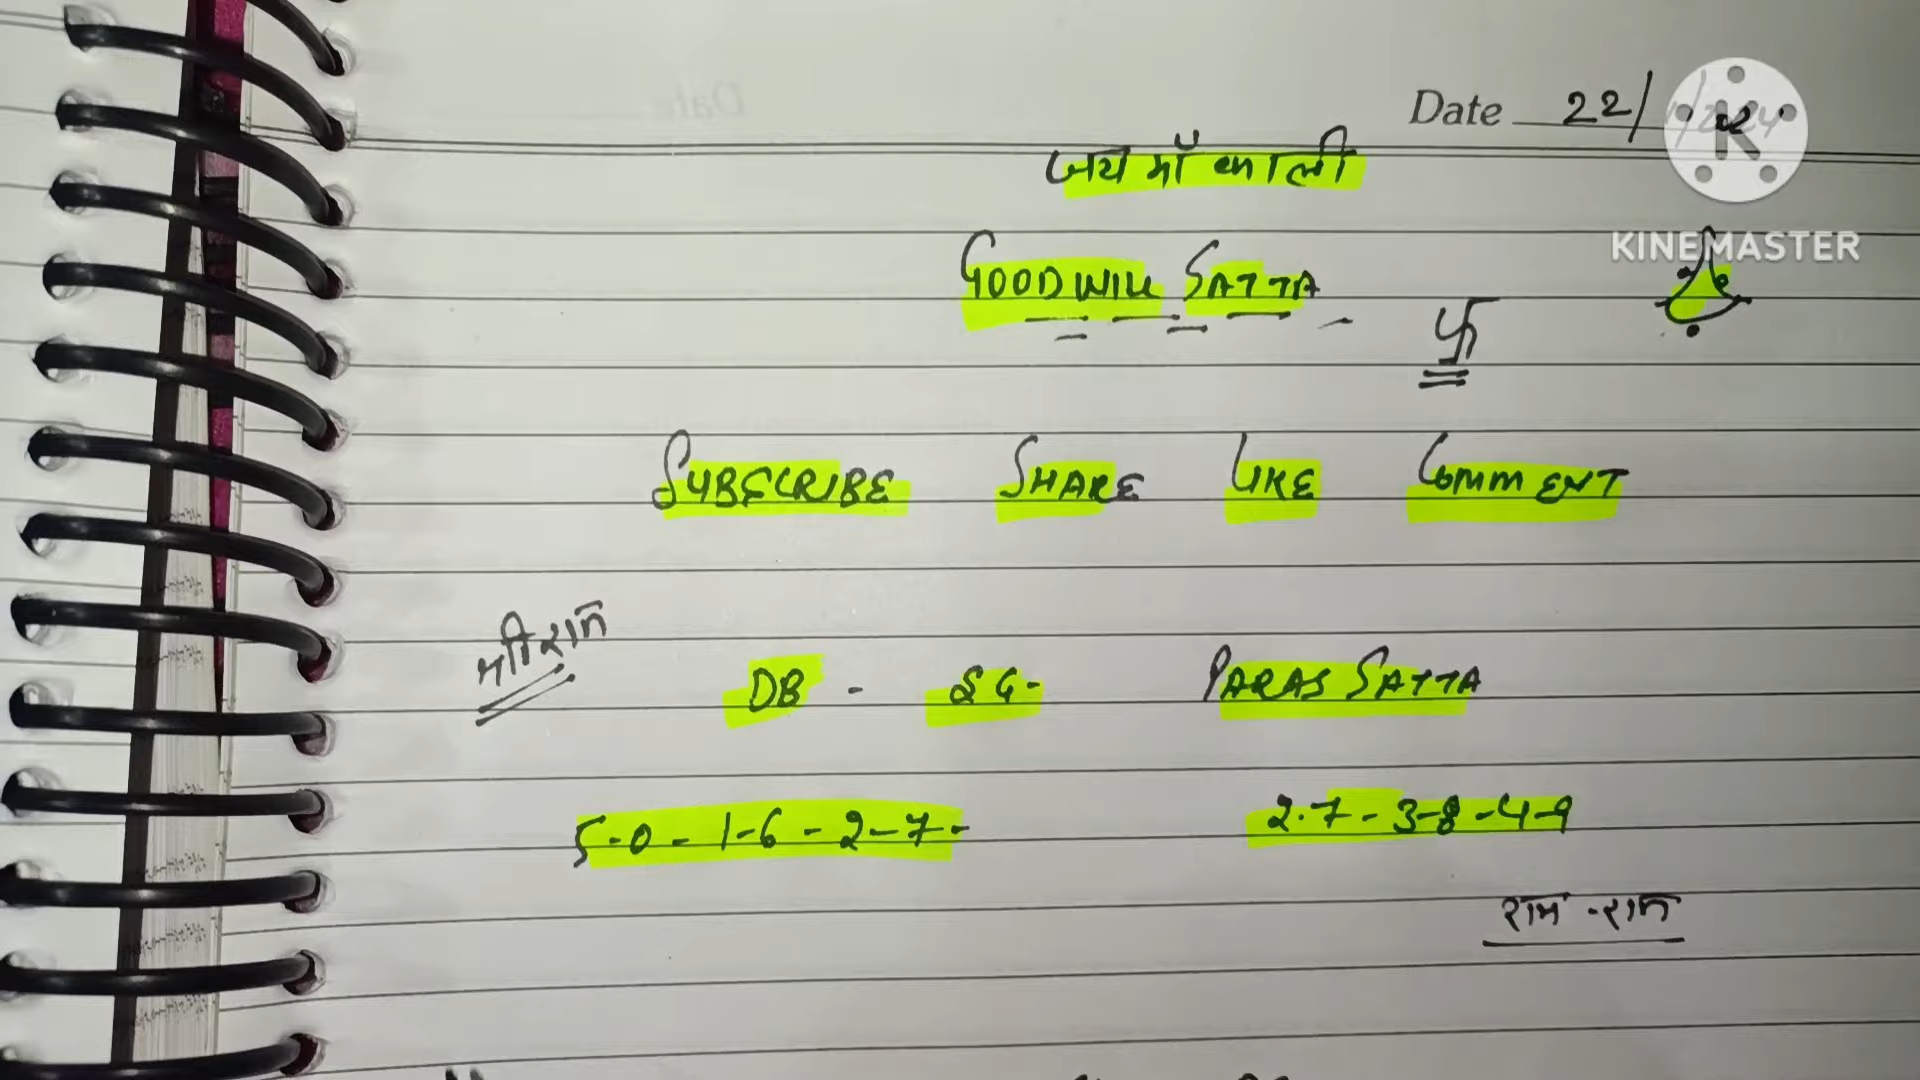 Date 22/
KINEMASTER
जय माँ काली
GOODWILL SATTA
SUBSCRIBE SHARE LIKE COMMENT
DB - SG- PARAS SATTA
5-0-1-6-2-7- 2.7-3-8-4-9
राम-राम